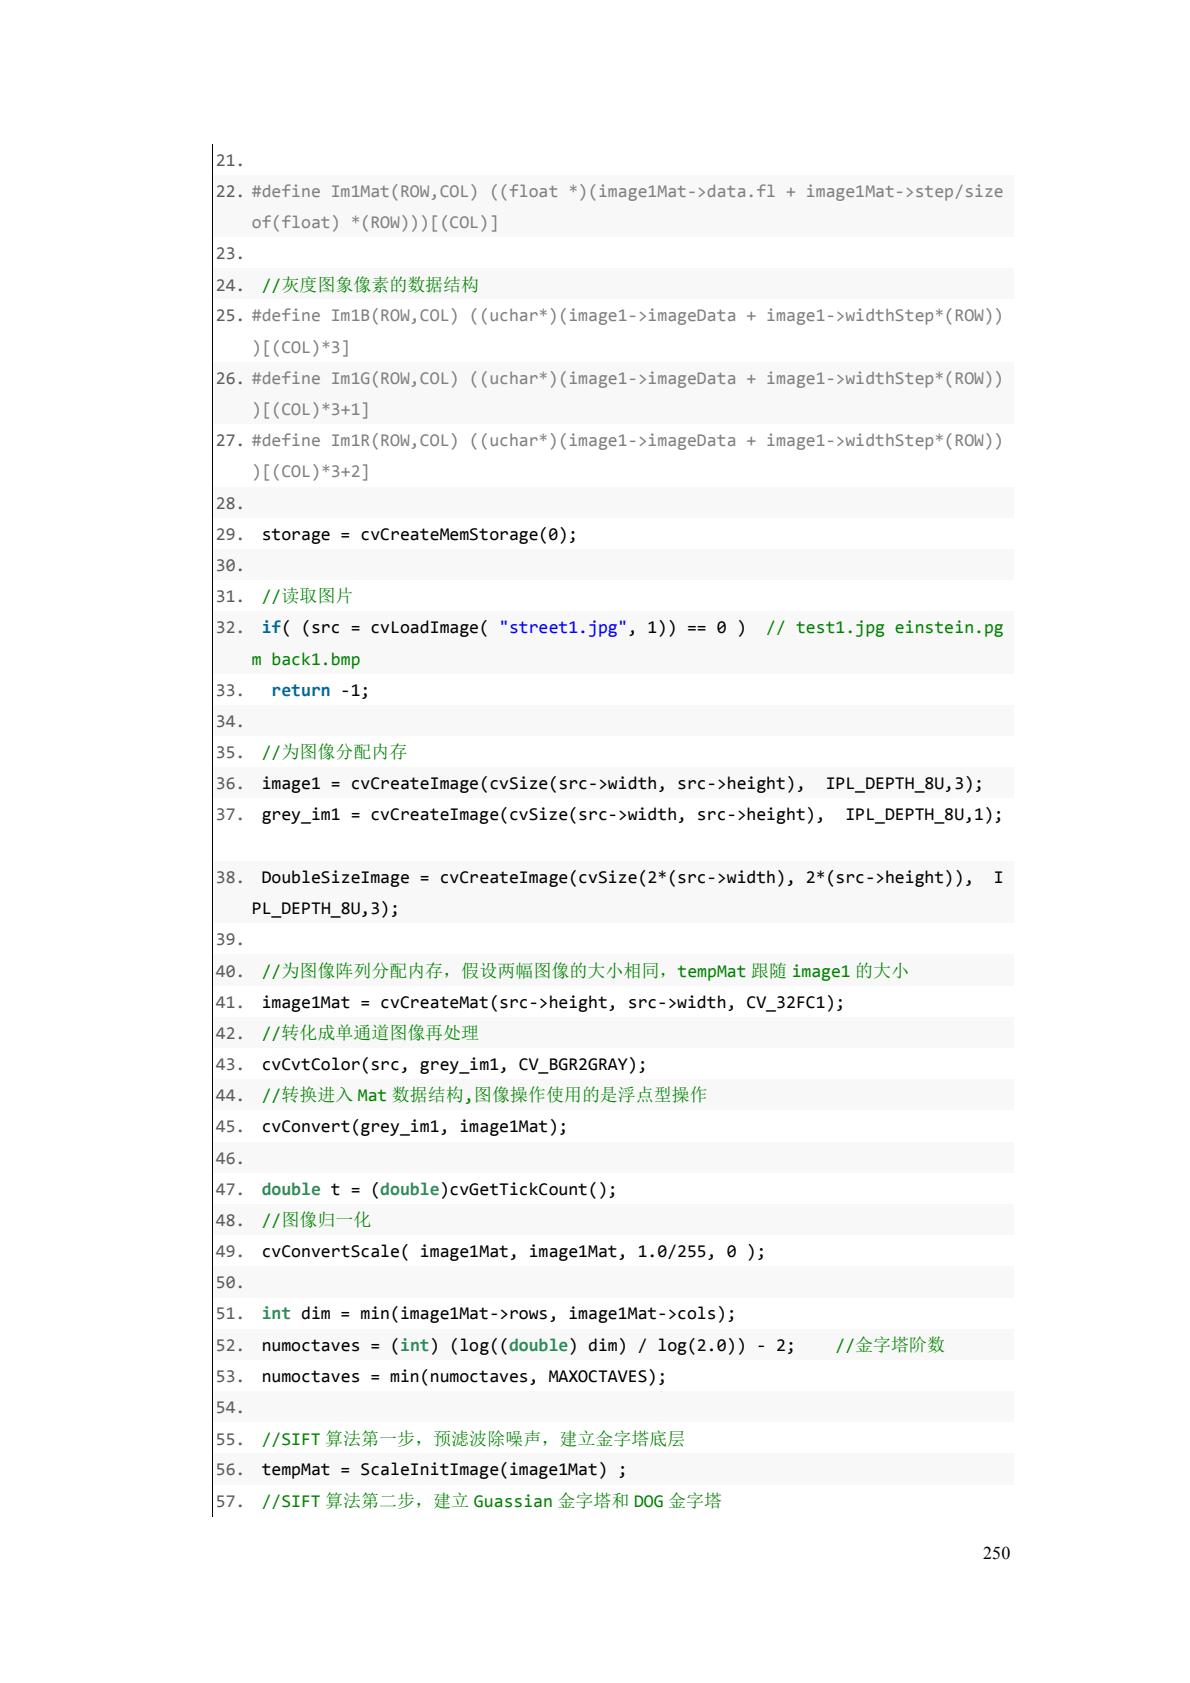 21.
22. #define Im1Mat(ROW,COL) ((float *)(image1Mat->data.fl + image1Mat->step/size
of(float) *(ROW)))[(COL)]
23.
24. //灰度图象像素的数据结构
25. #define Im1B(ROW,COL) ((uchar*)(image1->imageData + image1->widthStep*(ROW))
)[(COL)*3]
26. #define Im1G(ROW,COL) ((uchar*)(image1->imageData + image1->widthStep*(ROW))
)[(COL)*3+1]
27. #define Im1R(ROW,COL) ((uchar*)(image1->imageData + image1->widthStep*(ROW))
)[(COL)*3+2]
28.
29. storage = cvCreateMemStorage(0);
30.
31. //读取图片
32. if( (src = cvLoadImage( "street1.jpg", 1)) == 0 )  // test1.jpg einstein.pg
m back1.bmp
33.  return -1;
34.
35. //为图像分配内存
36. image1 = cvCreateImage(cvSize(src->width, src->height),  IPL_DEPTH_8U,3);
37. grey_im1 = cvCreateImage(cvSize(src->width, src->height),  IPL_DEPTH_8U,1);
38. DoubleSizeImage = cvCreateImage(cvSize(2*(src->width), 2*(src->height)),  I
PL_DEPTH_8U,3);
39.
40. //为图像阵列分配内存，假设两幅图像的大小相同，tempMat 跟随 image1 的大小
41. image1Mat = cvCreateMat(src->height, src->width, CV_32FC1);
42. //转化成单通道图像再处理
43. cvCvtColor(src, grey_im1, CV_BGR2GRAY);
44. //转换进入 Mat 数据结构,图像操作使用的是浮点型操作
45. cvConvert(grey_im1, image1Mat);
46.
47. double t = (double)cvGetTickCount();
48. //图像归一化
49. cvConvertScale( image1Mat, image1Mat, 1.0/255, 0 );
50.
51. int dim = min(image1Mat->rows, image1Mat->cols);
52. numoctaves = (int) (log((double) dim) / log(2.0)) - 2;    //金字塔阶数
53. numoctaves = min(numoctaves, MAXOCTAVES);
54.
55. //SIFT 算法第一步，预滤波除噪声，建立金字塔底层
56. tempMat = ScaleInitImage(image1Mat) ;
57. //SIFT 算法第二步，建立 Guassian 金字塔和 DOG 金字塔
250